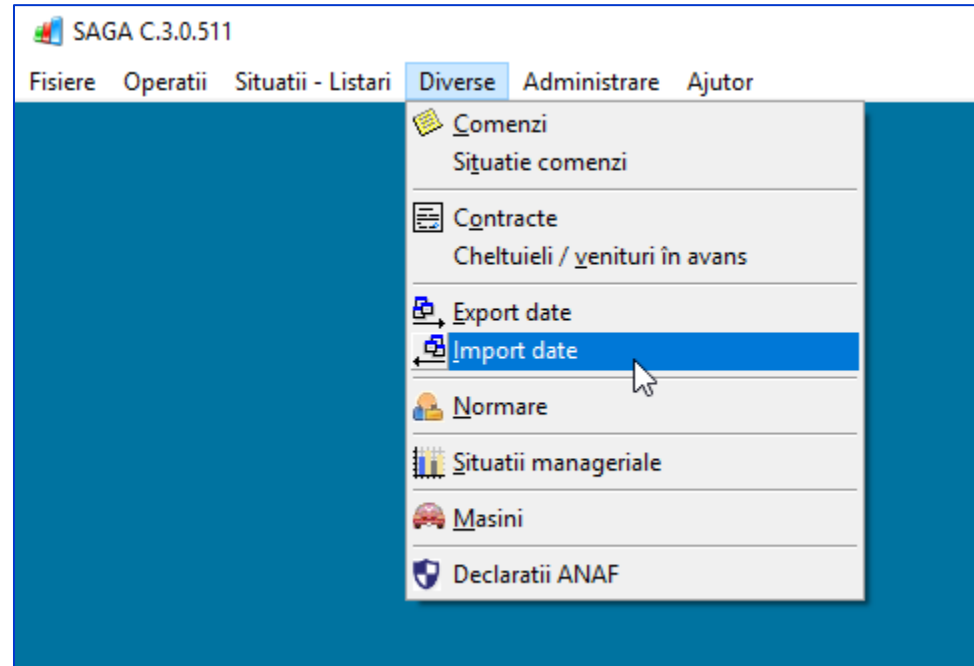 SAGA C.3.0.511
Fisiere Operatii Situatii - Listari Diverse Administrare Ajutor
Comenzi
Situatie comenzi
Contracte
Cheltuieli / venituri în avans
Export date
Import date
Normare
Situatii manageriale
Masini
Declaratii ANAF